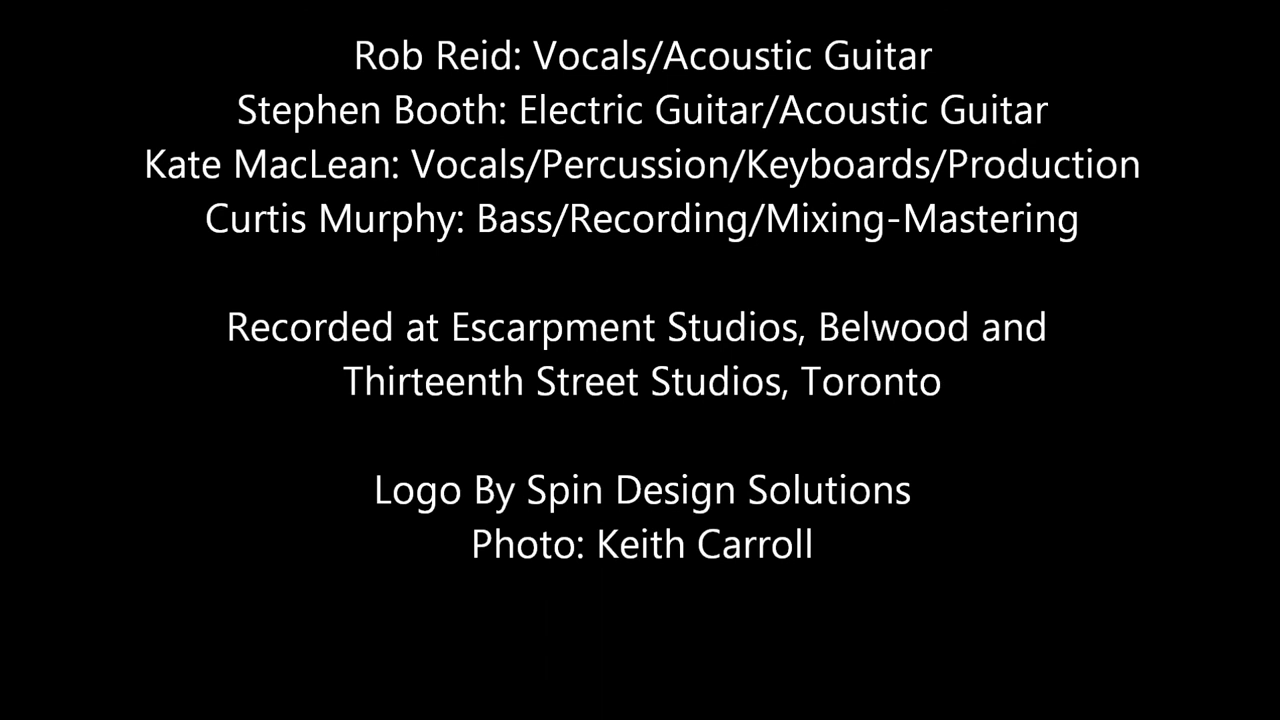 Rob Reid: Vocals/Acoustic Guitar
Stephen Booth: Electric Guitar/Acoustic Guitar
Kate MacLean: Vocals/Percussion/Keyboards/Production
Curtis Murphy: Bass/Recording/Mixing-Mastering
Recorded at Escarpment Studios, Belwood and
Thirteenth Street Studios, Toronto
Logo By Spin Design Solutions
Photo: Keith Carroll